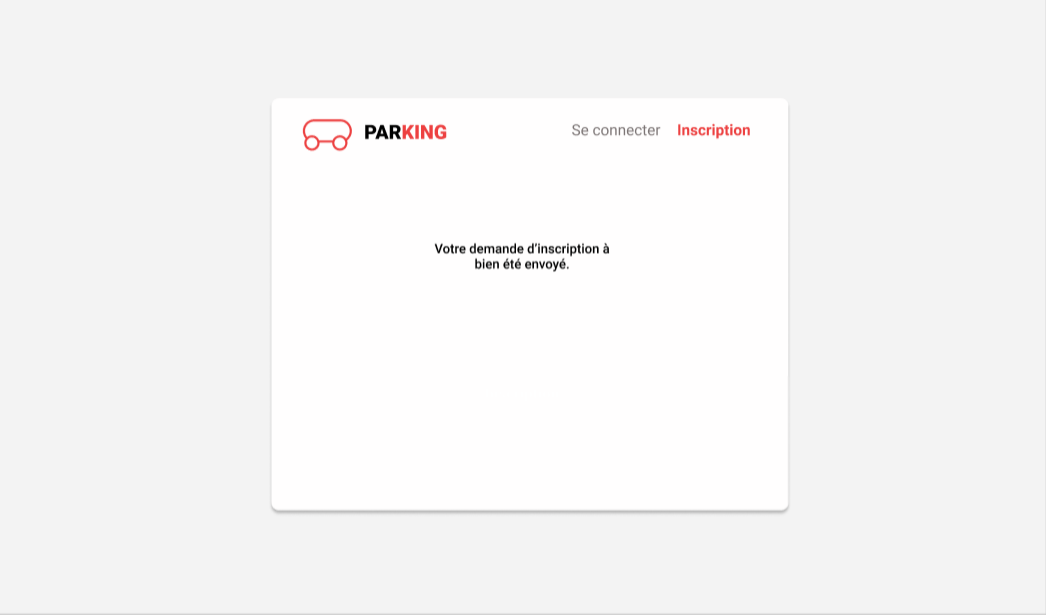 PARKING
Se connecter Inscription
Votre demande d’inscription à
bien été envoyé.